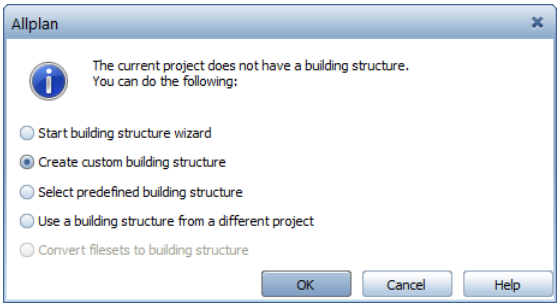 Allplan
The current project does not have a building structure.
You can do the following:
Start building structure wizard
Create custom building structure
Select predefined building structure
Use a building structure from a different project
Convert filesets to building structure
OK Cancel Help